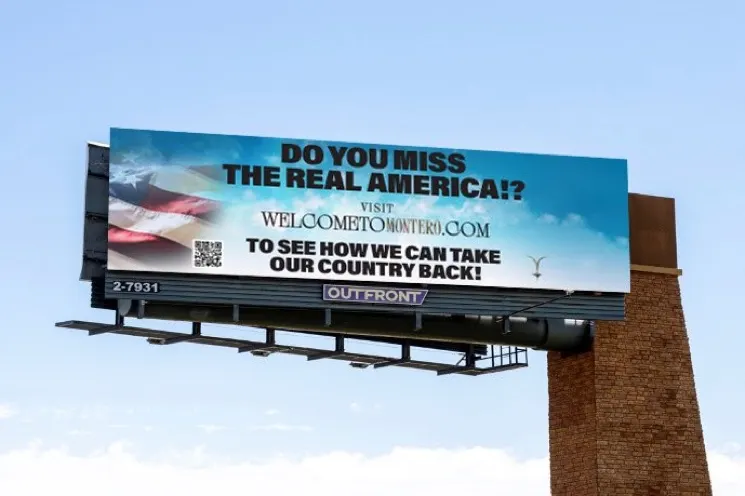 DO YOU MISS
THE REAL AMERICA!?
VISIT
WELCOMETOMONTERO.COM
TO SEE HOW WE CAN TAKE
OUR COUNTRY BACK!
2-7931
OUTFRONT